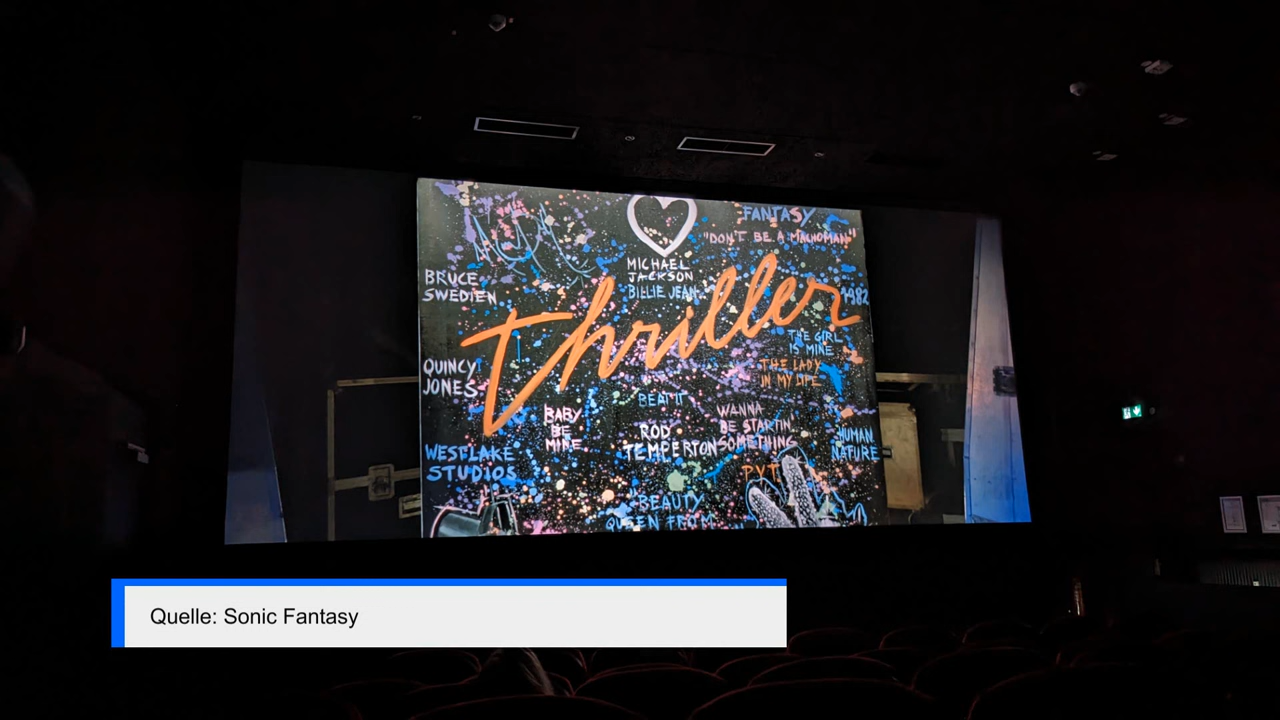 FANTASY
"DON'T BE A MACHOMAN"
MICHAEL
JACKSON
BILLIE JEAN
BRUCE
SWEDIEN
1982
Thriller
THE GIRL
IS MINE
THE LADY
IN MY LIFE
QUINCY
JONES
BEAT IT
BABY
BE
MINE
WANNA
BE STARTIN'
SOMETHING
ROD
TEMPERTON
HUMAN
NATURE
WESTLAKE
STUDIOS
PYT
"BEAUTY
QUEEN FROM
Quelle: Sonic Fantasy